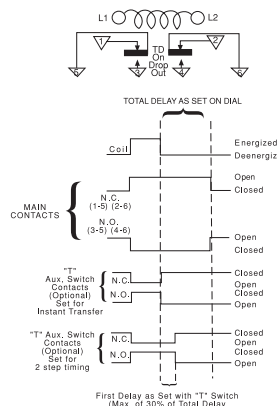 L1 L2
1 2
TD
On
Drop
Out
5 3 4 6
TOTAL DELAY AS SET ON DIAL
Coil
Energized
Deenergiz
MAIN
CONTACTS
N.C.
(1-5) (2-6)
Open
Closed
N.O.
(3-5) (4-6)
Open
Closed
"T"
Aux. Switch
Contacts
(Optional)
Set for
Instant Transfer
N.C.
N.O.
Closed
Open
Closed
Open
"T" Aux. Switch
Contacts
(Optional)
Set for
2 step timing
N.C.
N.O.
Closed
Open
Closed
Open
First Delay as Set with "T" Switch
(Max. of 30% of Total Delay